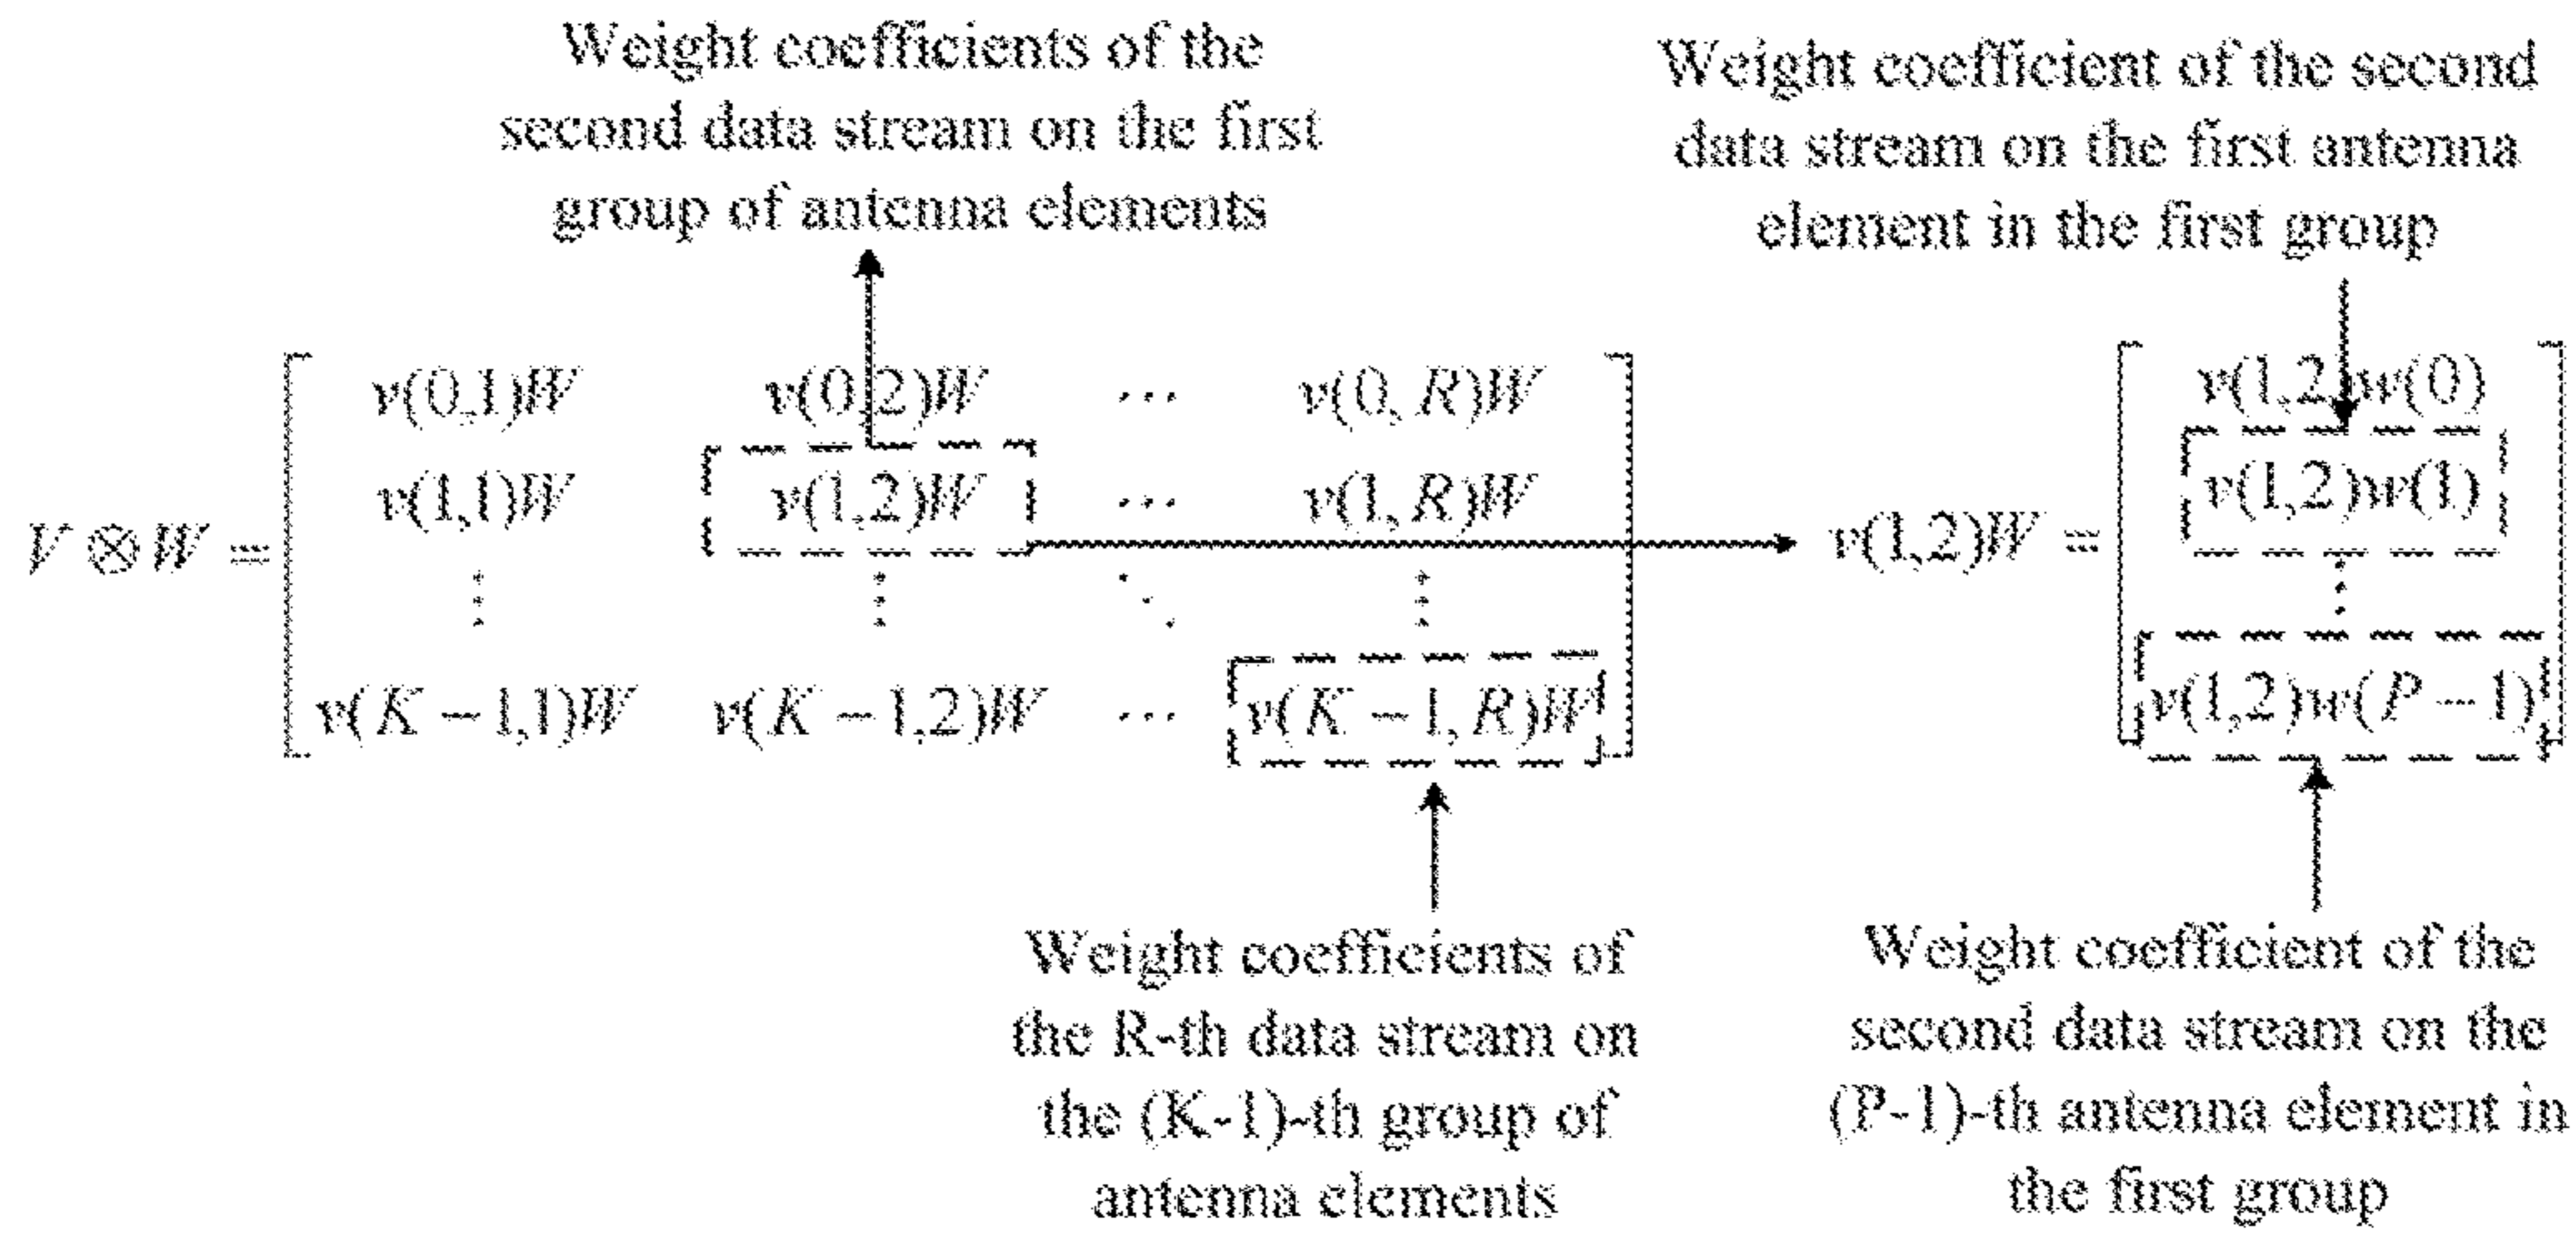 Weight coefficients of the
second data stream on the first
group of antenna elements
Weight coefficient of the second
data stream on the first antenna
element in the first group
V ⊗ W =
v(0,1)W v(0,2)W ··· v(0, R)W
v(1,1)W v(1,2)W ··· v(1, R)W
⋮ ⋮ ⋱ ⋮
v(K −1,1)W v(K −1,2)W ··· v(K −1, R)W
v(1,2)W =
v(1,2)w(0)
v(1,2)w(1)
⋮
v(1,2)w(P −1)
Weight coefficients of
the R-th data stream on
the (K-1)-th group of
antenna elements
Weight coefficient of the
second data stream on the
(P-1)-th antenna element in
the first group